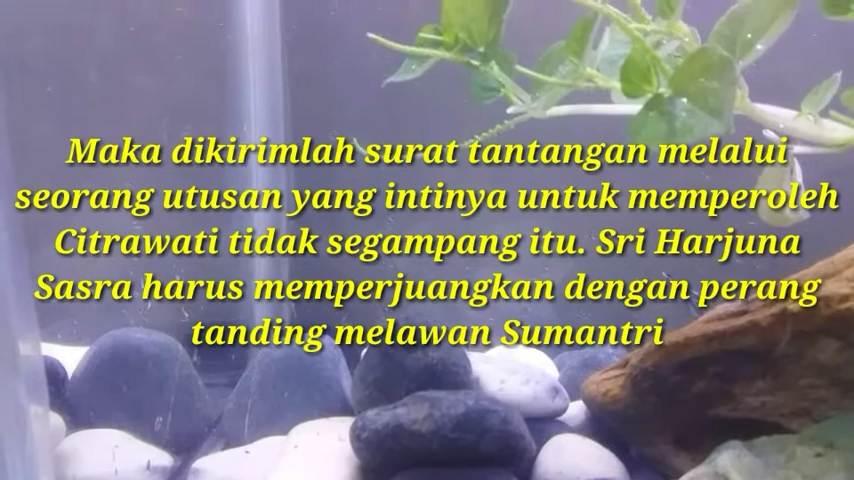 Maka dikirimlah surat tantangan melalui
seorang utusan yang intinya untuk memperoleh
Citrawati tidak segampang itu. Sri Harjuna
Sasra harus memperjuangkan dengan perang
tanding melawan Sumantri